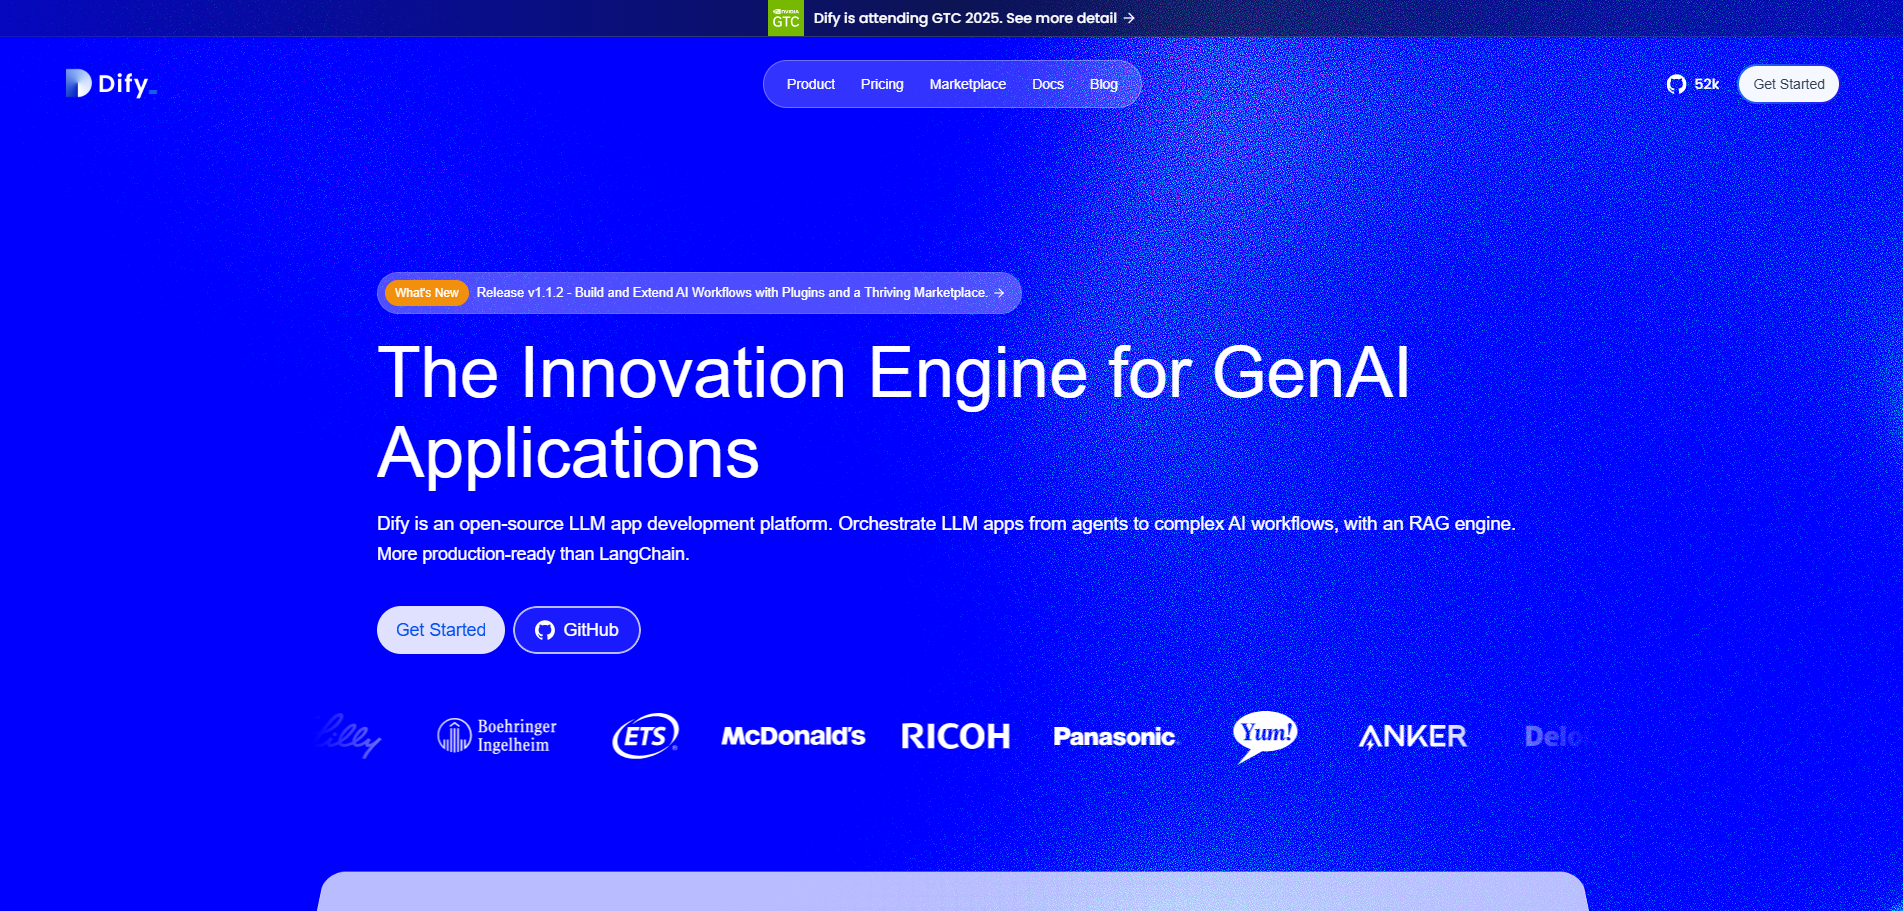 NVIDIA
GTC
Dify is attending GTC 2025. See more detail →
Dify_
Product Pricing Marketplace Docs Blog
52k
Get Started
What's New Release v1.1.2 - Build and Extend AI Workflows with Plugins and a Thriving Marketplace. →
The Innovation Engine for GenAI
Applications
Dify is an open-source LLM app development platform. Orchestrate LLM apps from agents to complex AI workflows, with an RAG engine.
More production-ready than LangChain.
Get Started
GitHub
Lilly
Boehringer
Ingelheim
ETS®
McDonald's
RICOH
Panasonic
Yum!
ANKER
Delo